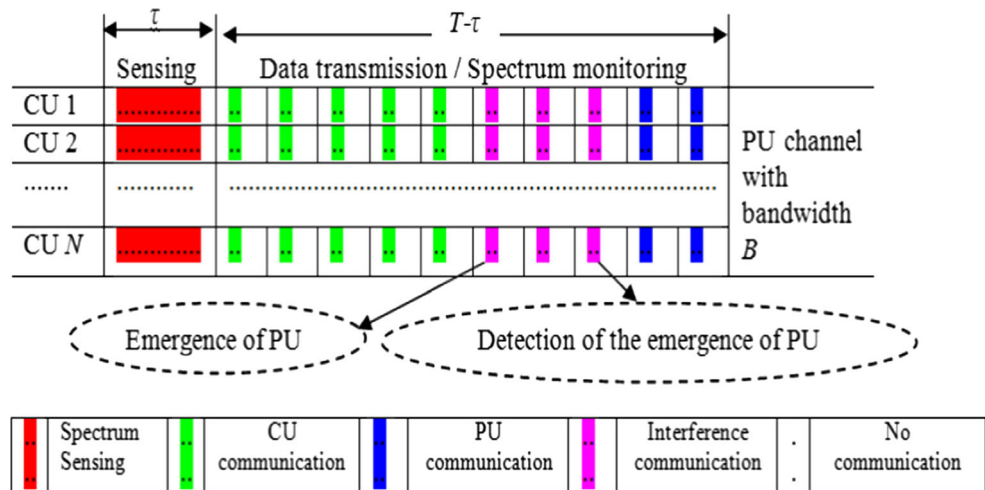 τ
T-τ
Sensing
Data transmission / Spectrum monitoring
CU 1
CU 2
.......
CU N
PU channel
with
bandwidth
B
Emergence of PU
Detection of the emergence of PU
Spectrum
Sensing
CU
communication
PU
communication
Interference
communication
No
communication